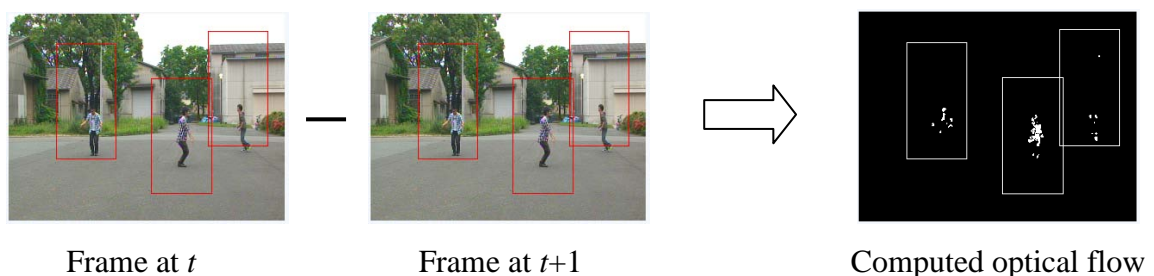 Frame at t
Frame at t+1
Computed optical flow